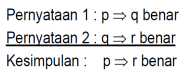 Pernyataan 1 : p ⇒ q benar
Pernyataan 2 : q ⇒ r benar
Kesimpulan : p ⇒ r benar